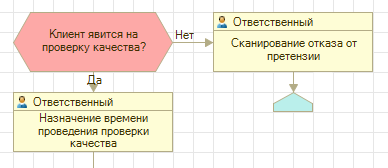 Клиент явится на
проверку качества?
Нет
Ответственный
Сканирование отказа от
претензии
Да
Ответственный
Назначение времени
проведения проверки
качества